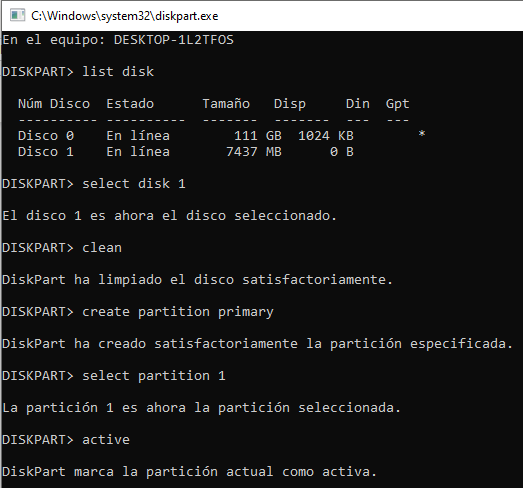 C:\Windows\system32\diskpart.exe
En el equipo: DESKTOP-1L2TFOS
DISKPART> list disk
Núm Disco  Estado      Tamaño   Disp     Din  Gpt
---------- ----------  -------  -------  ---  ---
Disco 0    En línea        111 GB  1024 KB        *
Disco 1    En línea       7437 MB      0 B
DISKPART> select disk 1
El disco 1 es ahora el disco seleccionado.
DISKPART> clean
DiskPart ha limpiado el disco satisfactoriamente.
DISKPART> create partition primary
DiskPart ha creado satisfactoriamente la partición especificada.
DISKPART> select partition 1
La partición 1 es ahora la partición seleccionada.
DISKPART> active
DiskPart marca la partición actual como activa.